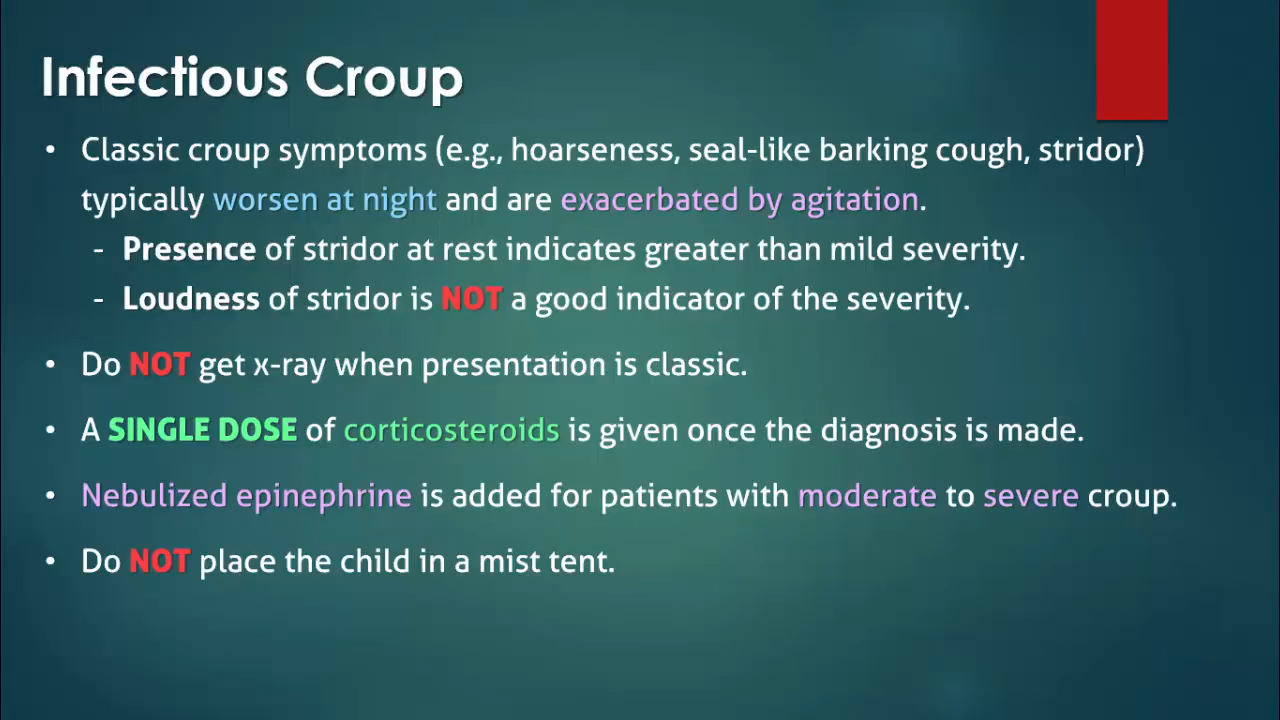 Infectious Croup
• Classic croup symptoms (e.g., hoarseness, seal-like barking cough, stridor)
typically worsen at night and are exacerbated by agitation.
- Presence of stridor at rest indicates greater than mild severity.
- Loudness of stridor is NOT a good indicator of the severity.
• Do NOT get x-ray when presentation is classic.
• A SINGLE DOSE of corticosteroids is given once the diagnosis is made.
• Nebulized epinephrine is added for patients with moderate to severe croup.
• Do NOT place the child in a mist tent.